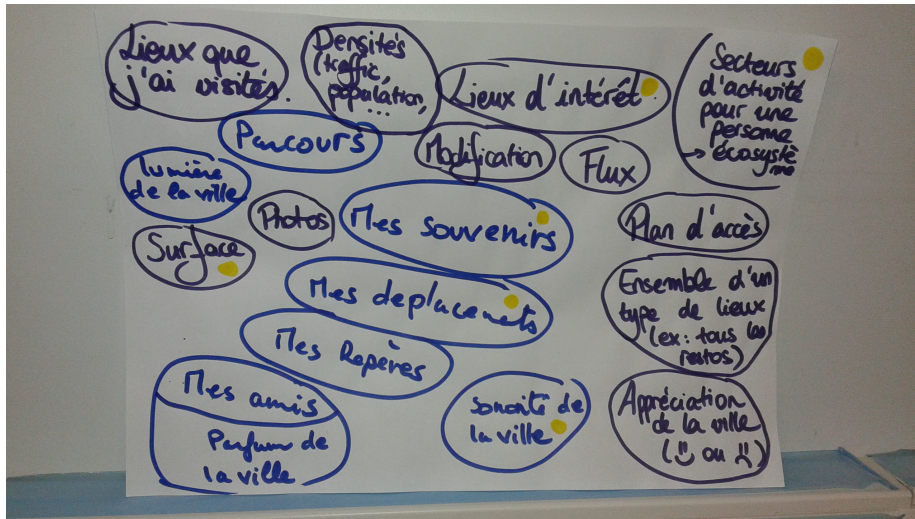 Lieux que
j'ai visités.
Densités
(traffic,
population,
...
Lieux d'intérêt
Secteurs
d'activité
pour une
personne
→ écosystè
me
Parcours
Modification
Flux
lumière
de la ville
Photos
Mes souvenirs
Plan d'accès
Surface
Mes deplacements
Ensemble d'un
type de lieux
(ex: tous les
restos)
Mes Repères
Mes amis
Parfum de
la ville
Sonorité de
la ville
Appréciation
de la ville
(☺ ou ☹)